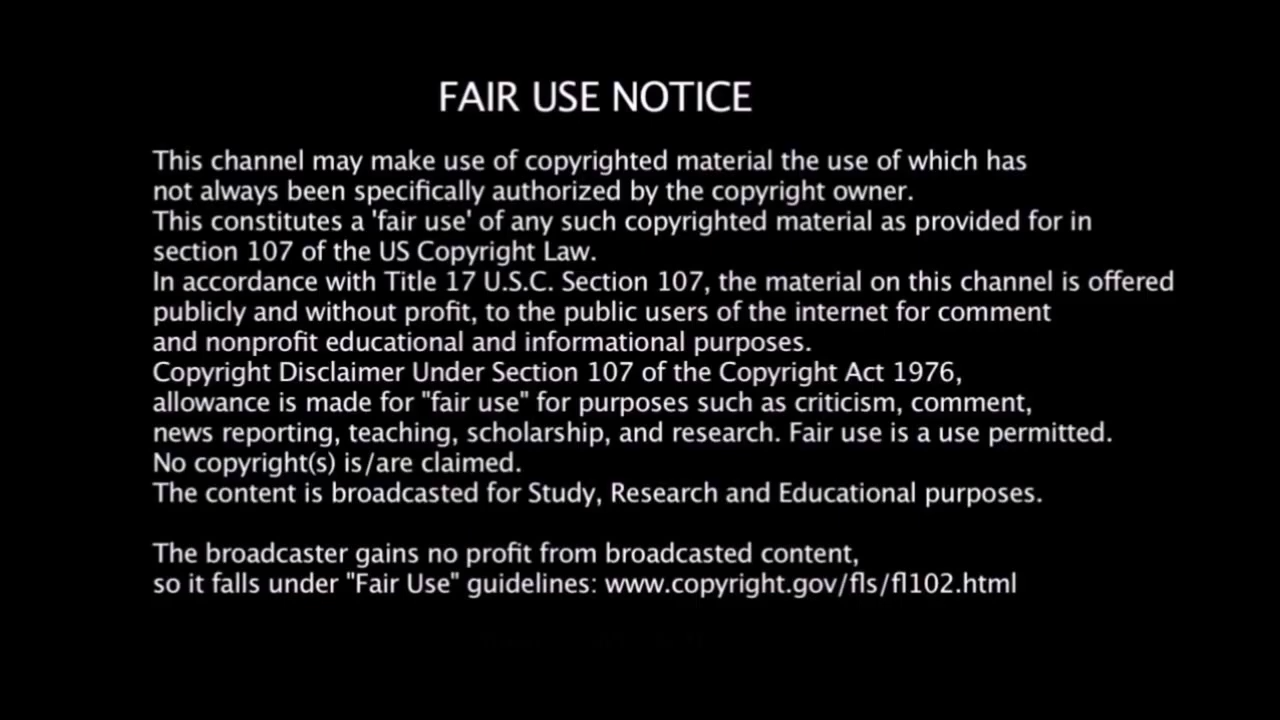 FAIR USE NOTICE
This channel may make use of copyrighted material the use of which has
not always been specifically authorized by the copyright owner.
This constitutes a 'fair use' of any such copyrighted material as provided for in
section 107 of the US Copyright Law.
In accordance with Title 17 U.S.C. Section 107, the material on this channel is offered
publicly and without profit, to the public users of the internet for comment
and nonprofit educational and informational purposes.
Copyright Disclaimer Under Section 107 of the Copyright Act 1976,
allowance is made for "fair use" for purposes such as criticism, comment,
news reporting, teaching, scholarship, and research. Fair use is a use permitted.
No copyright(s) is/are claimed.
The content is broadcasted for Study, Research and Educational purposes.
The broadcaster gains no profit from broadcasted content,
so it falls under "Fair Use" guidelines: www.copyright.gov/fls/fl102.html